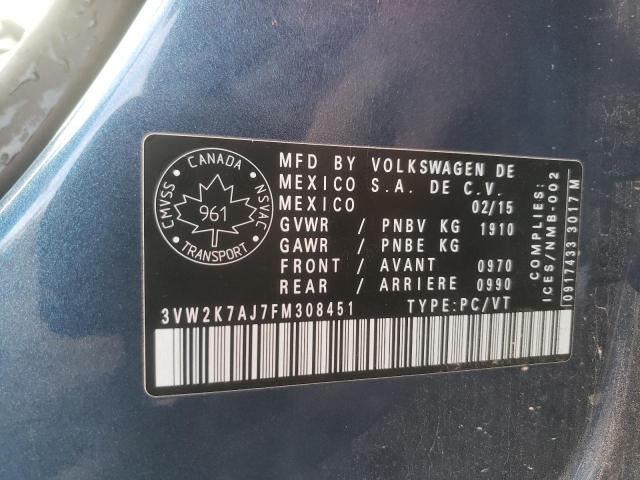 CANADA
CMVSS 961 NSVAC
TRANSPORT
MFD BY VOLKSWAGEN DE
MEXICO S.A. DE C.V.
MEXICO 02/15
GVWR / PNBV KG 1910
GAWR / PNBE KG
FRONT / AVANT 0970
REAR / ARRIERE 0990
3VW2K7AJ7FM308451 TYPE:PC/VT
COMPLIES:
ICES/NMB-002
0917433 3017 M